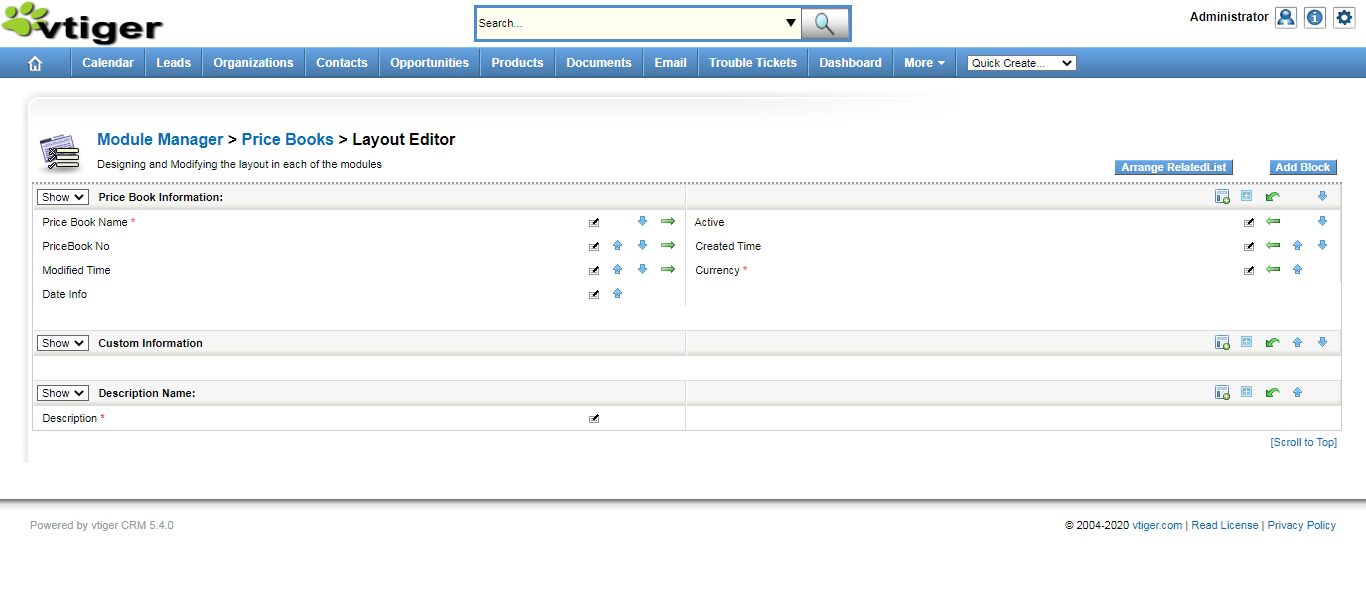 vtiger
Search...
Administrator
Calendar Leads Organizations Contacts Opportunities Products Documents Email Trouble Tickets Dashboard More Quick Create...
Module Manager > Price Books > Layout Editor
Designing and Modifying the layout in each of the modules
Arrange RelatedList Add Block
Show Price Book Information:
Price Book Name * Active
PriceBook No Created Time
Modified Time Currency *
Date Info
Show Custom Information
Show Description Name:
Description *
[Scroll to Top]
Powered by vtiger CRM 5.4.0 © 2004-2020 vtiger.com | Read License | Privacy Policy